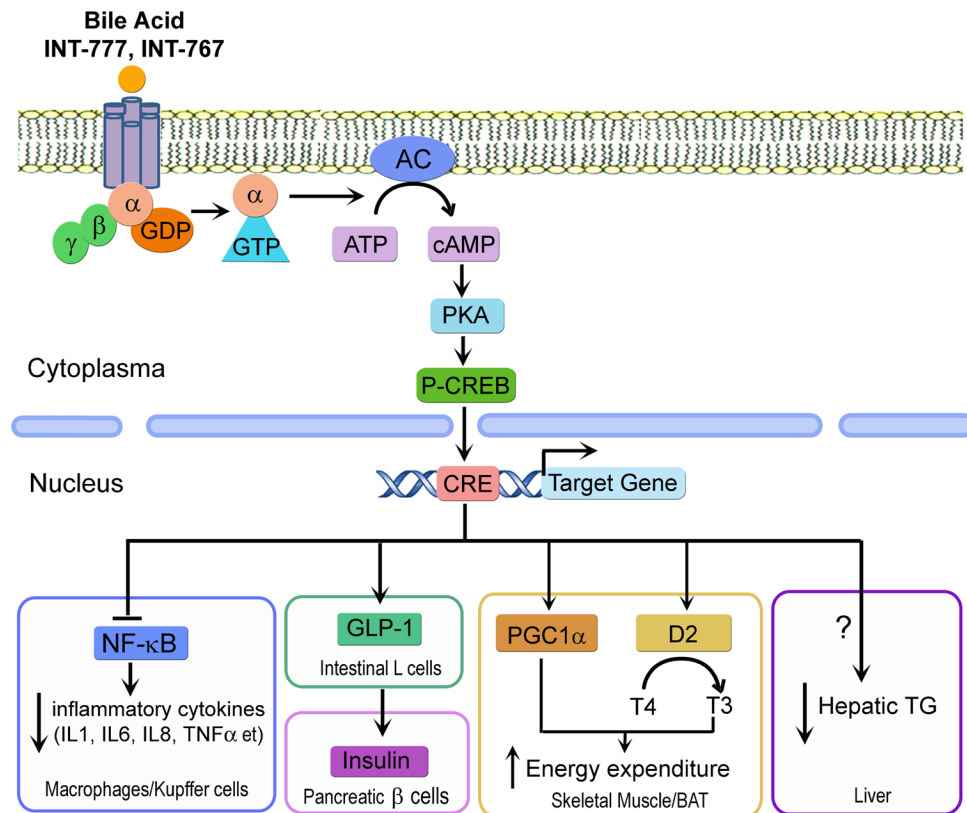 Bile Acid
INT-777, INT-767
AC
α
α
β
γ
GDP
GTP
ATP
cAMP
PKA
Cytoplasma
P-CREB
Nucleus
CRE
Target Gene
NF-κB
inflammatory cytokines
(IL1, IL6, IL8, TNFα et)
Macrophages/Kupffer cells
GLP-1
Intestinal L cells
Insulin
Pancreatic β cells
PGC1α
D2
T4
T3
Energy expenditure
Skeletal Muscle/BAT
?
Hepatic TG
Liver